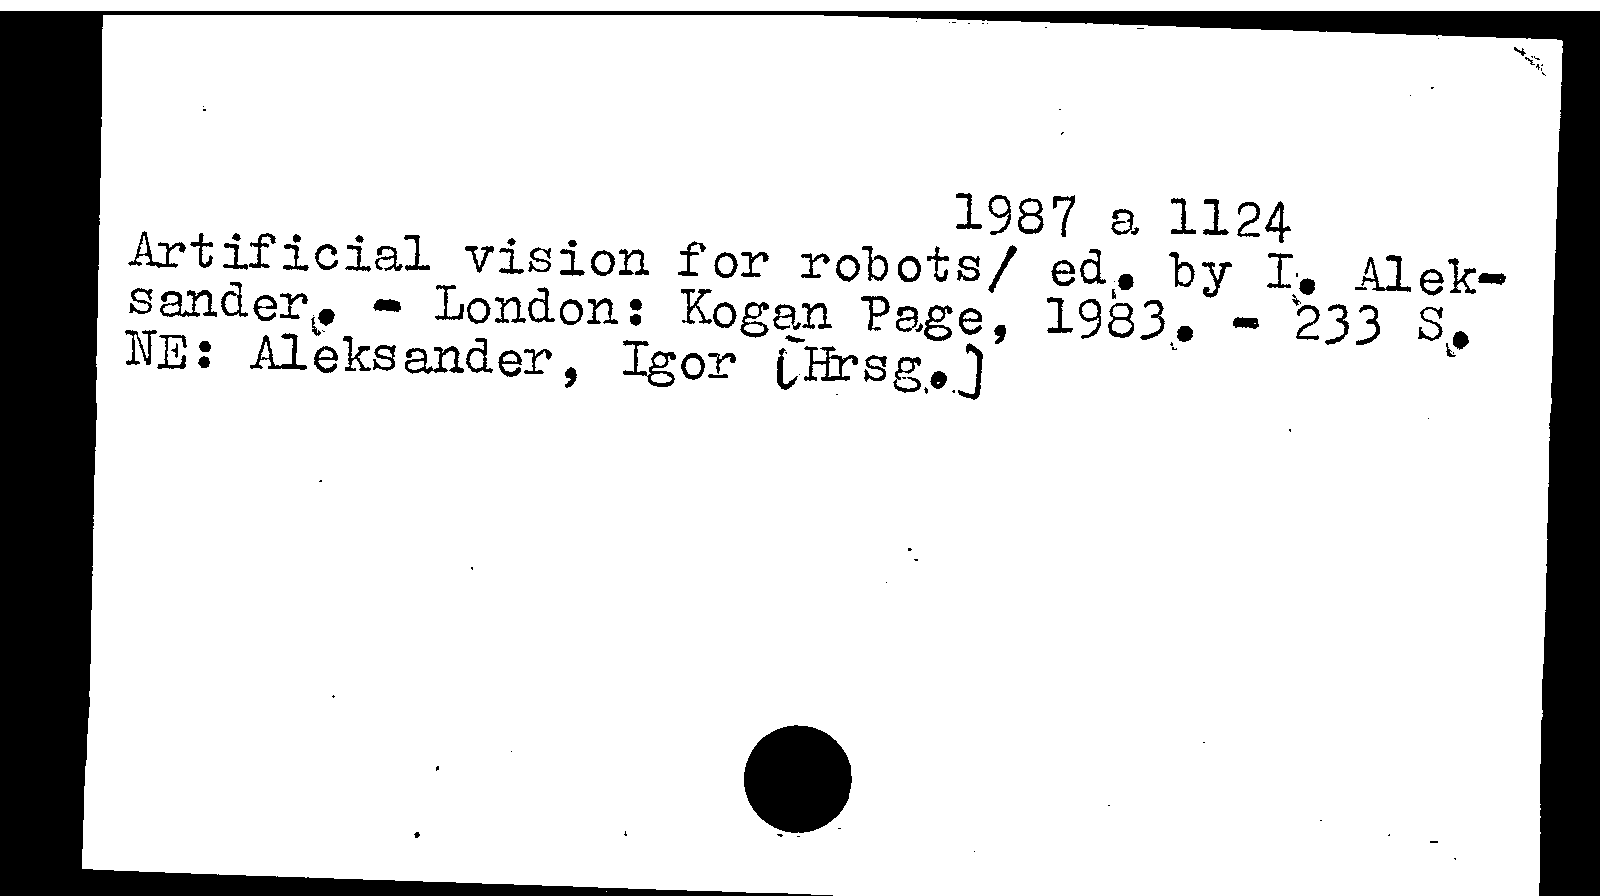 1987 a 1124
Artificial vision for robots/ ed. by I. Alek-
sander. - London: Kogan Page, 1983. - 233 S.
NE: Aleksander, Igor [Hrsg.]